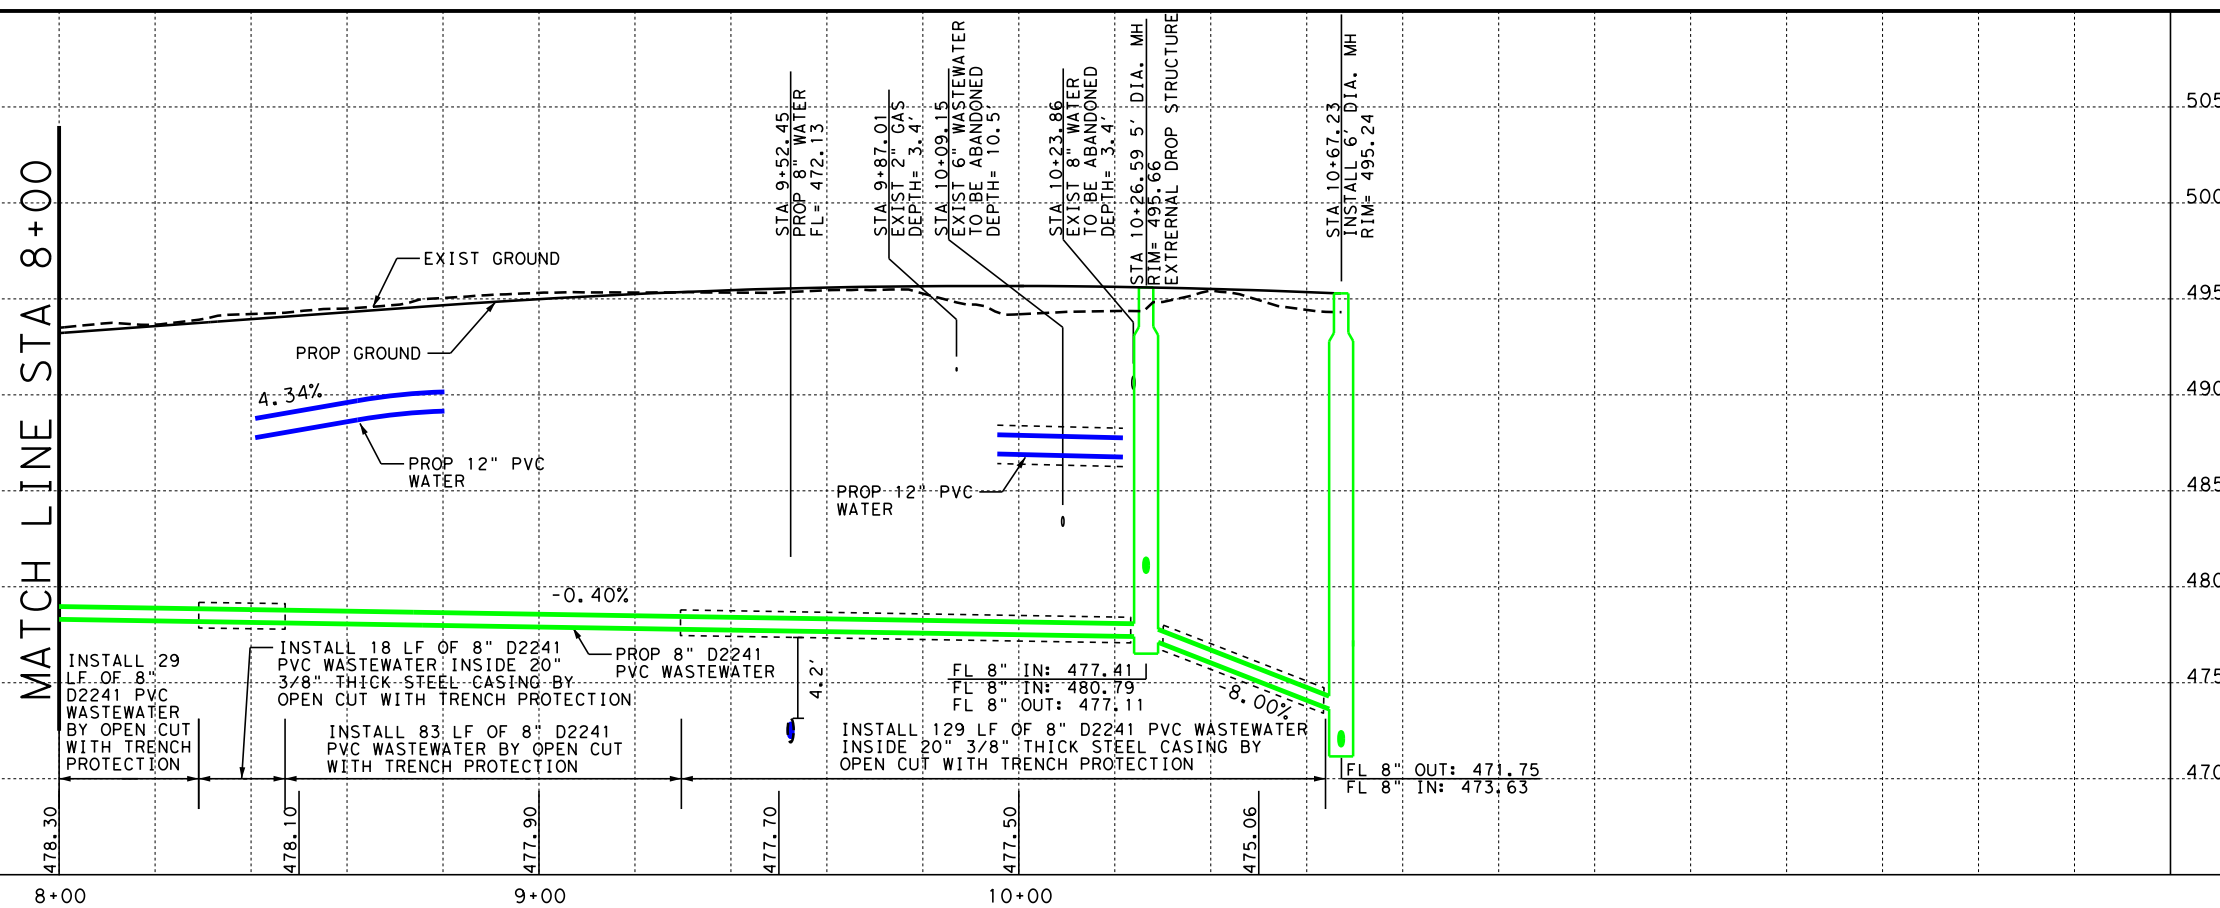 MATCH LINE STA 8+00
EXIST GROUND
PROP GROUND
4.34%
PROP 12" PVC
WATER
STA 9+52.45
PROP 8" WATER
FL= 472.13
STA 9+87.01
EXIST 2" GAS
DEPTH= 3.4'
STA 10+09.15
EXIST 6" WASTEWATER
TO BE ABANDONED
DEPTH= 10.5'
STA 10+23.86
EXIST 8" WATER
TO BE ABANDONED
DEPTH= 3.4'
STA 10+26.59 5' DIA. MH
RIM= 495.66
EXTRERNAL DROP STRUCTURE
STA 10+67.23
INSTALL 6' DIA. MH
RIM= 495.24
PROP 12" PVC
WATER
-0.40%
PROP 8" D2241
PVC WASTEWATER
4.2'
-8.00%
FL 8" IN: 477.41
FL 8" IN: 480.79
FL 8" OUT: 477.11
INSTALL 29
LF OF 8"
D2241 PVC
WASTEWATER
BY OPEN CUT
WITH TRENCH
PROTECTION
INSTALL 18 LF OF 8" D2241
PVC WASTEWATER INSIDE 20"
3/8" THICK STEEL CASING BY
OPEN CUT WITH TRENCH PROTECTION
INSTALL 83 LF OF 8" D2241
PVC WASTEWATER BY OPEN CUT
WITH TRENCH PROTECTION
INSTALL 129 LF OF 8" D2241 PVC WASTEWATER
INSIDE 20" 3/8" THICK STEEL CASING BY
OPEN CUT WITH TRENCH PROTECTION
FL 8" OUT: 471.75
FL 8" IN: 473.63
505
500
495
490
485
480
475
470
478.30
478.10
477.90
477.70
477.50
475.06
8+00
9+00
10+00